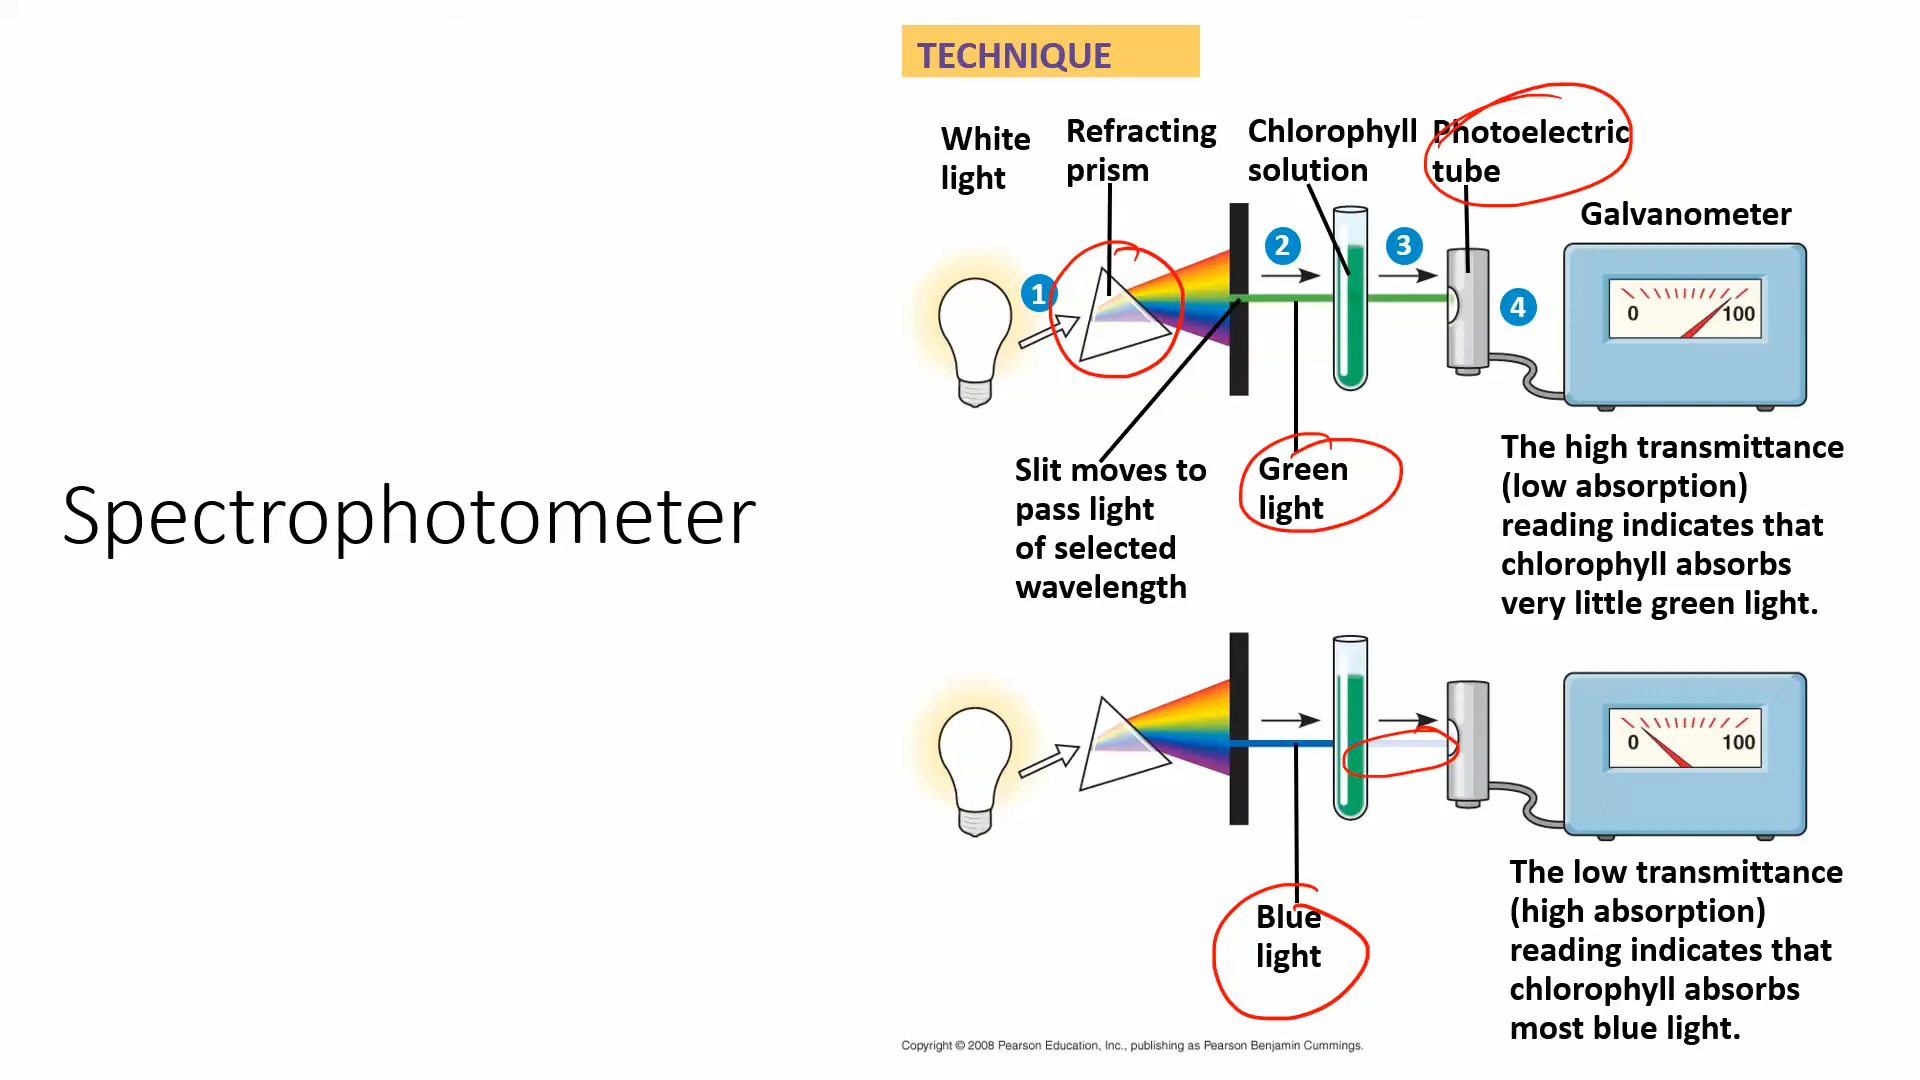 Spectrophotometer
TECHNIQUE
White
light
Refracting
prism
Chlorophyll
solution
Photoelectric
tube
Galvanometer
1
2
3
4
0
100
Slit moves to
pass light
of selected
wavelength
Green
light
The high transmittance
(low absorption)
reading indicates that
chlorophyll absorbs
very little green light.
0
100
Blue
light
The low transmittance
(high absorption)
reading indicates that
chlorophyll absorbs
most blue light.
Copyright © 2008 Pearson Education, Inc., publishing as Pearson Benjamin Cummings.